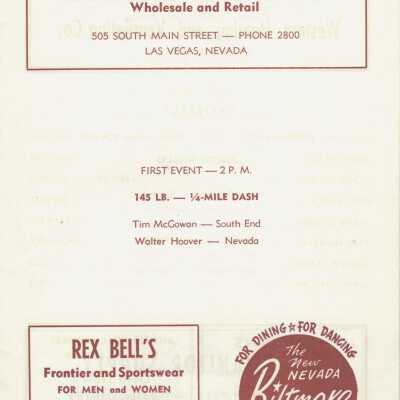 Wholesale and Retail
505 SOUTH MAIN STREET — PHONE 2800
LAS VEGAS, NEVADA
FIRST EVENT — 2 P. M.
145 LB. — ¼-MILE DASH
Tim McGowan — South End
Walter Hoover — Nevada
REX BELL'S
Frontier and Sportswear
FOR MEN and WOMEN
FOR DINING ★ FOR DANCING
The
New
NEVADA
Biltmore